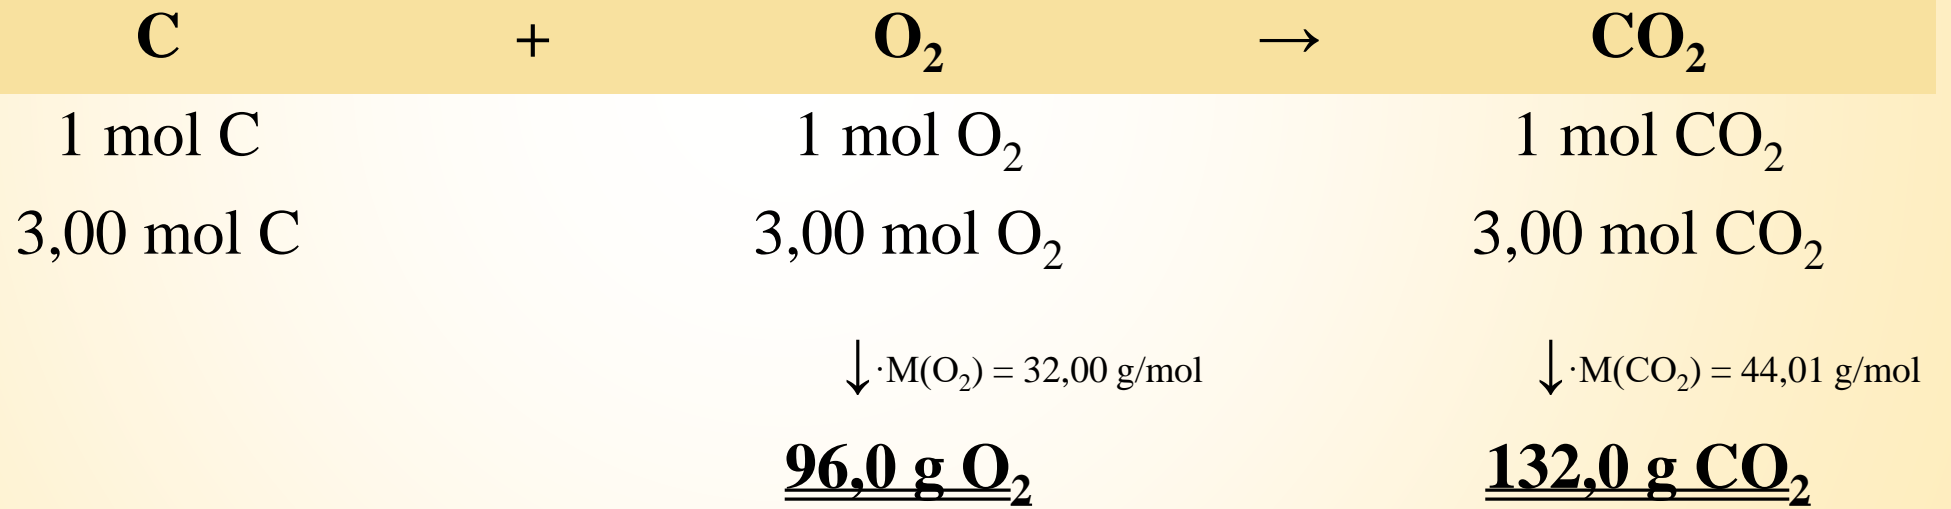 C + O₂ → CO₂
1 mol C 1 mol O₂ 1 mol CO₂
3,00 mol C 3,00 mol O₂ 3,00 mol CO₂
↓·M(O₂) = 32,00 g/mol ↓·M(CO₂) = 44,01 g/mol
96,0 g O₂ 132,0 g CO₂